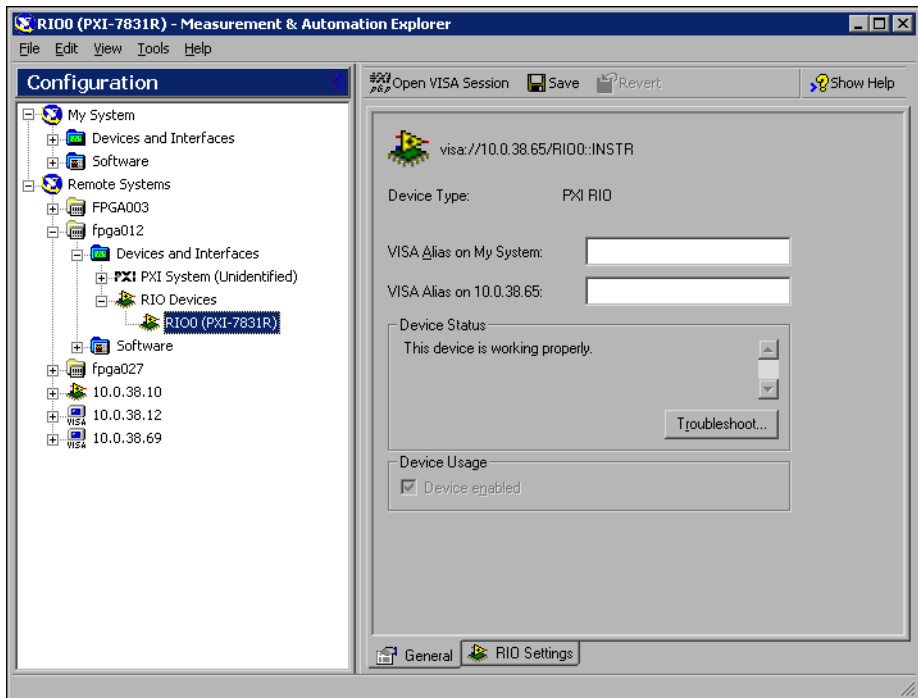 RIO0 (PXI-7831R) - Measurement & Automation Explorer
File Edit View Tools Help
Configuration
My System
Devices and Interfaces
Software
Remote Systems
FPGA003
fpga012
Devices and Interfaces
PXI PXI System (Unidentified)
RIO Devices
RIO0 (PXI-7831R)
Software
fpga027
10.0.38.10
VISA 10.0.38.12
VISA 10.0.38.69
Open VISA Session Save Revert Show Help
visa://10.0.38.65/RIO0::INSTR
Device Type: PXI RIO
VISA Alias on My System:
VISA Alias on 10.0.38.65:
Device Status
This device is working properly.
Troubleshoot...
Device Usage
Device enabled
General RIO Settings